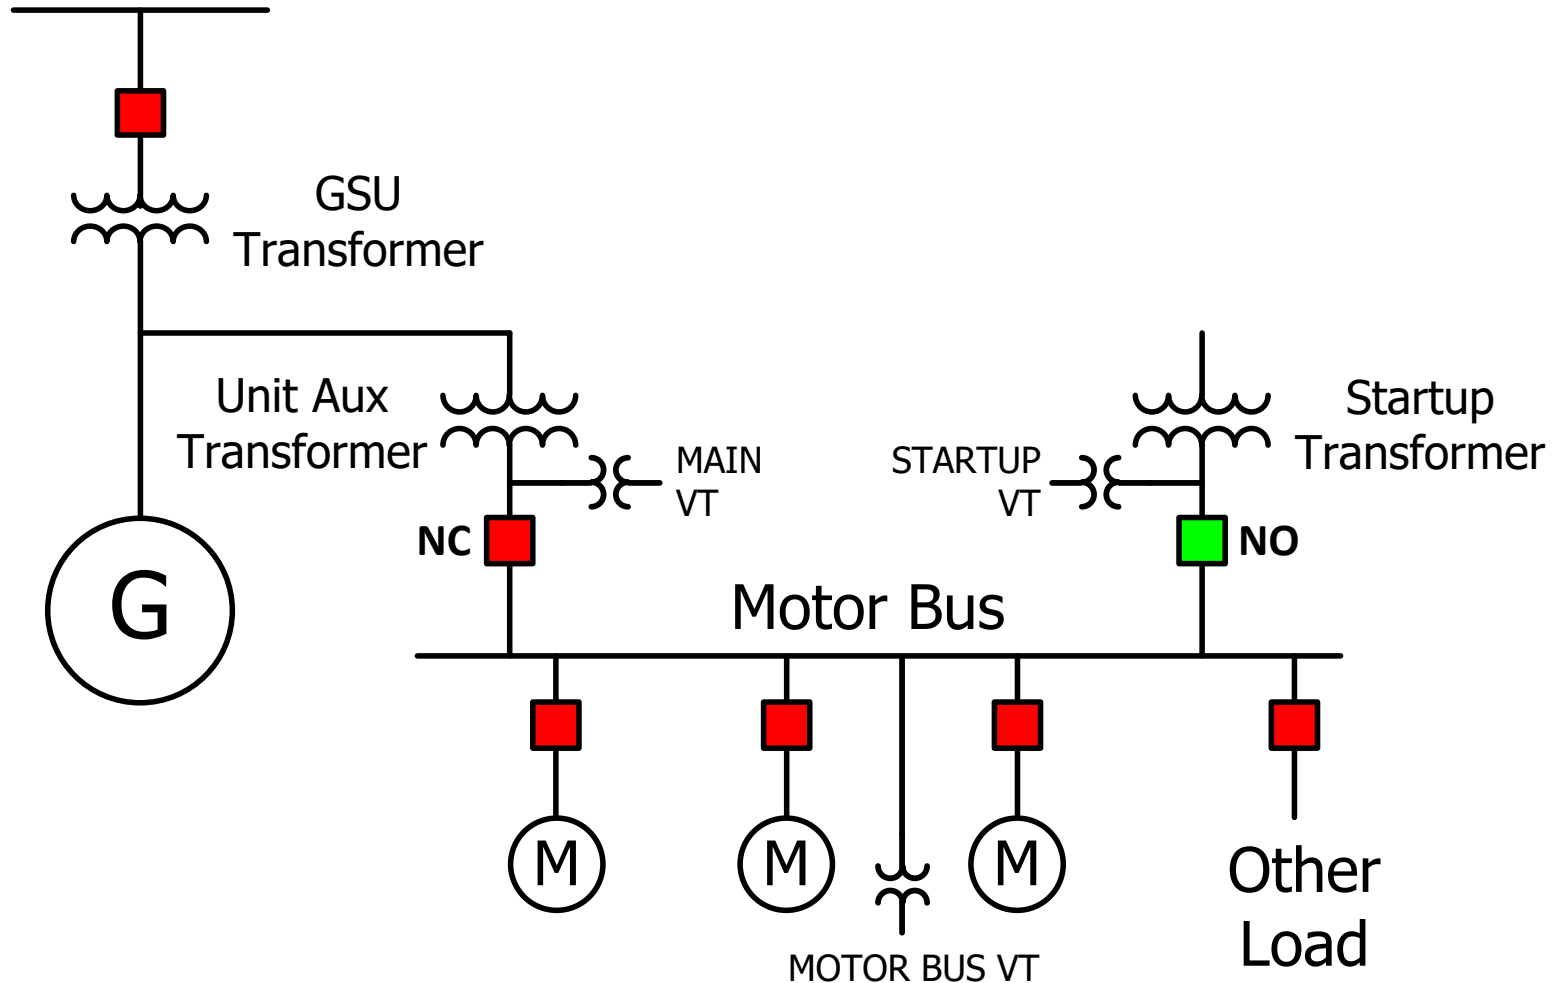 GSU
Transformer
Unit Aux
Transformer
MAIN
VT
STARTUP
VT
Startup
Transformer
NC
NO
G
Motor Bus
M
M
M
Other
Load
MOTOR BUS VT